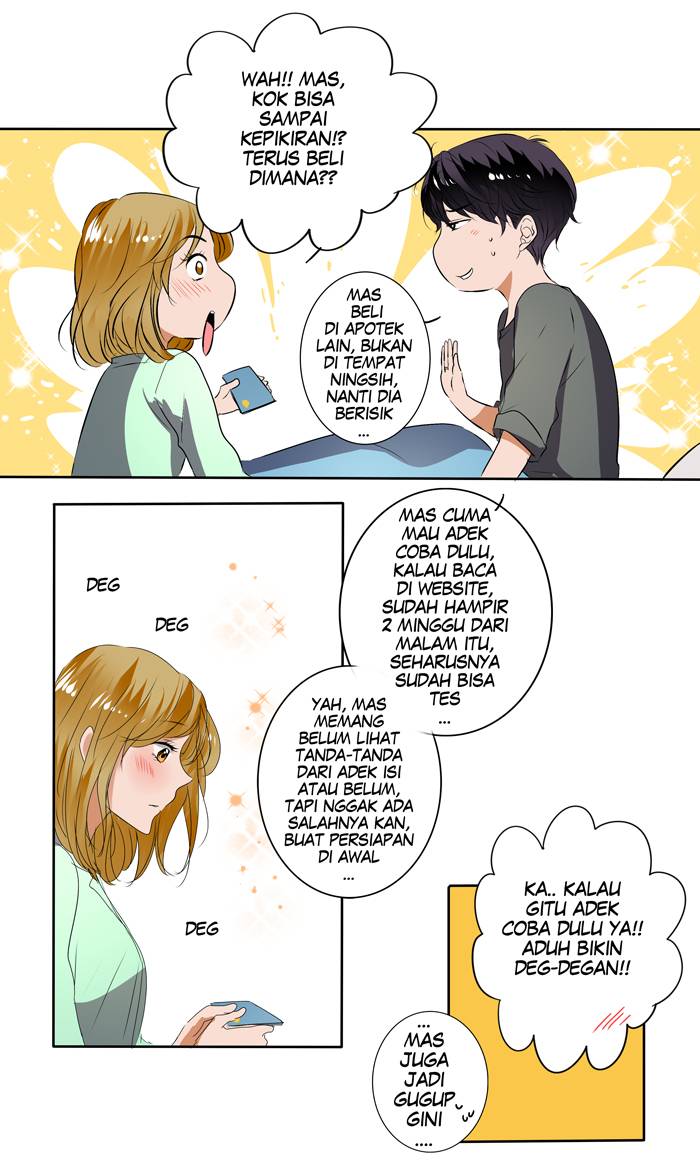 WAH!! MAS,
KOK BISA
SAMPAI
KEPIKIRAN!?
TERUS BELI
DIMANA??
MAS
BELI
DI APOTEK
LAIN, BUKAN
DI TEMPAT
NINGSIH,
NANTI DIA
BERISIK
...
MAS CUMA
MAU ADEK
COBA DULU,
KALAU BACA
DI WEBSITE,
SUDAH HAMPIR
2 MINGGU DARI
MALAM ITU,
SEHARUSNYA
SUDAH BISA
TES
...
DEG
DEG
YAH, MAS
MEMANG
BELUM LIHAT
TANDA-TANDA
DARI ADEK ISI
ATAU BELUM,
TAPI NGGAK ADA
SALAHNYA KAN,
BUAT PERSIAPAN
DI AWAL
...
DEG
KA.. KALAU
GITU ADEK
COBA DULU YA!!
ADUH BIKIN
DEG-DEGAN!!
...
MAS
JUGA
JADI
GUGUP
GINI
....